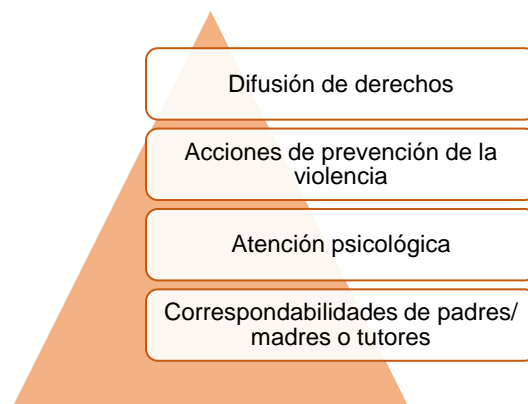 Difusión de derechos
Acciones de prevención de la
violencia
Atención psicológica
Correspondabilidades de padres/
madres o tutores